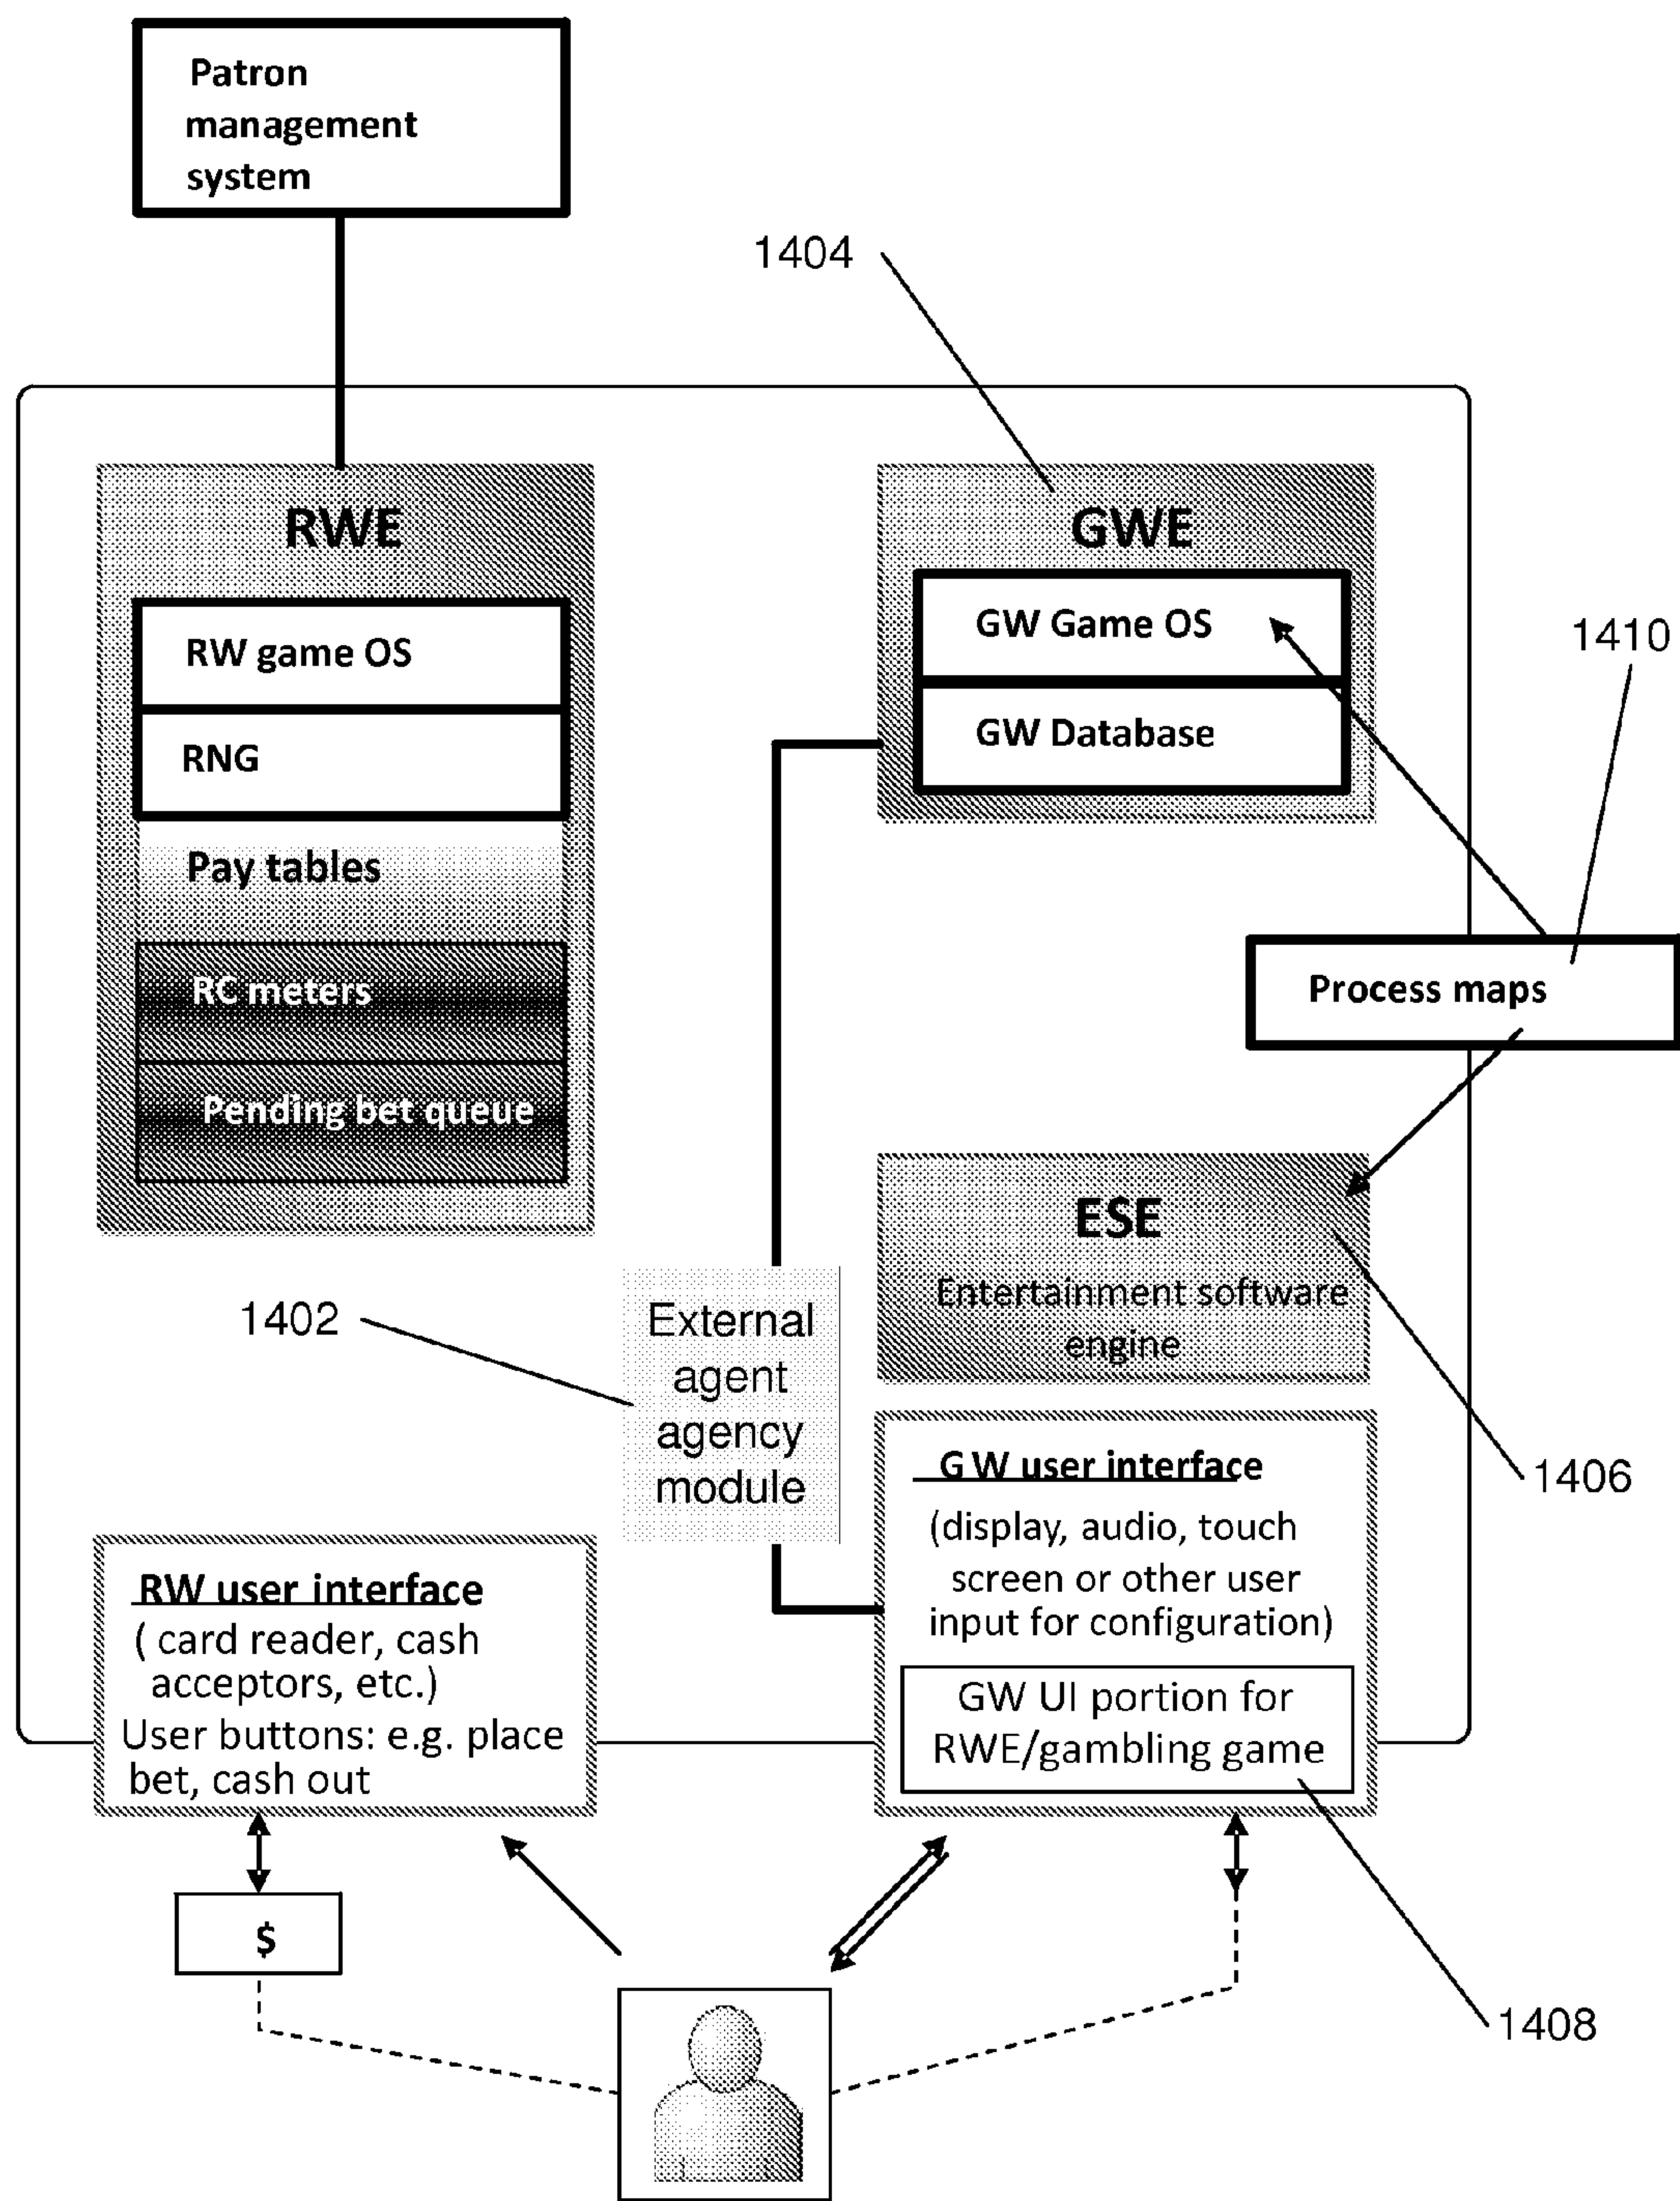 Patron
management
system
1404
RWE
RW game OS
RNG
Pay tables
RC meters
Pending bet queue
GWE
GW Game OS
GW Database
1410
Process maps
ESE
Entertainment software
engine
1406
1402
External
agent
agency
module
GW user interface
(display, audio, touch
screen or other user
input for configuration)
GW UI portion for
RWE/gambling game
RW user interface
( card reader, cash
acceptors, etc.)
User buttons: e.g. place
bet, cash out
$
1408